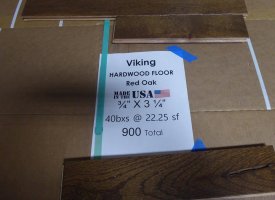 Viking
HARDWOOD FLOOR
Red Oak
MADE IN THE USA
¾" X 3 ¼"
40bxs @ 22.25 sf
900 Total